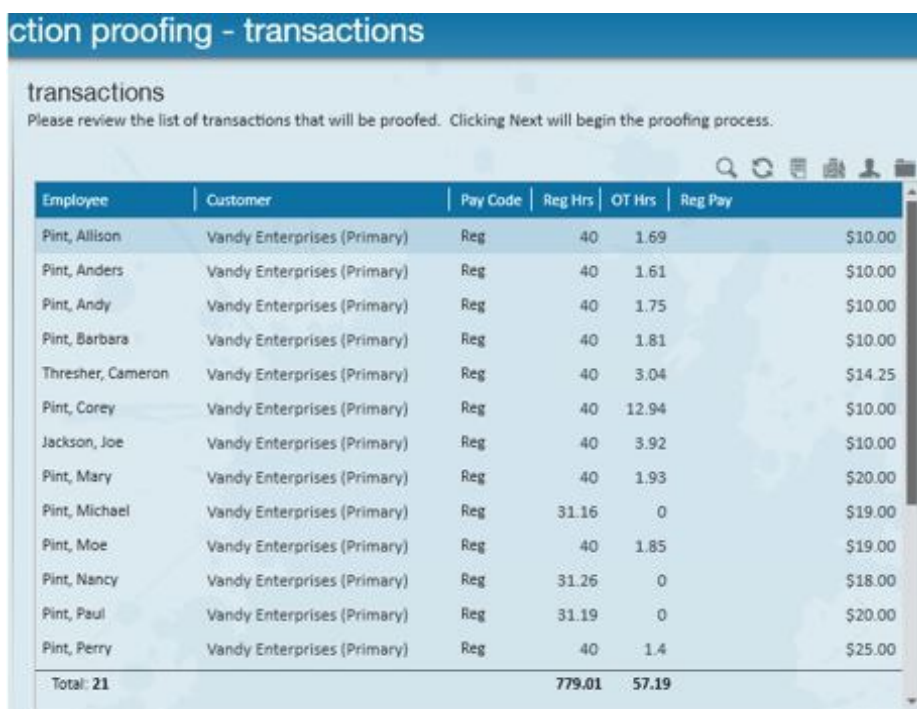 ction proofing - transactions
transactions
Please review the list of transactions that will be proofed. Clicking Next will begin the proofing process.
Employee Customer Pay Code Reg Hrs OT Hrs Reg Pay
Pint, Allison Vandy Enterprises (Primary) Reg 40 1.69 $10.00
Pint, Anders Vandy Enterprises (Primary) Reg 40 1.61 $10.00
Pint, Andy Vandy Enterprises (Primary) Reg 40 1.75 $10.00
Pint, Barbara Vandy Enterprises (Primary) Reg 40 1.81 $10.00
Thresher, Cameron Vandy Enterprises (Primary) Reg 40 3.04 $14.25
Pint, Corey Vandy Enterprises (Primary) Reg 40 12.94 $10.00
Jackson, Joe Vandy Enterprises (Primary) Reg 40 3.92 $10.00
Pint, Mary Vandy Enterprises (Primary) Reg 40 1.93 $20.00
Pint, Michael Vandy Enterprises (Primary) Reg 31.16 0 $19.00
Pint, Moe Vandy Enterprises (Primary) Reg 40 1.85 $19.00
Pint, Nancy Vandy Enterprises (Primary) Reg 31.26 0 $18.00
Pint, Paul Vandy Enterprises (Primary) Reg 31.19 0 $20.00
Pint, Perry Vandy Enterprises (Primary) Reg 40 1.4 $25.00
Total: 21 779.01 57.19